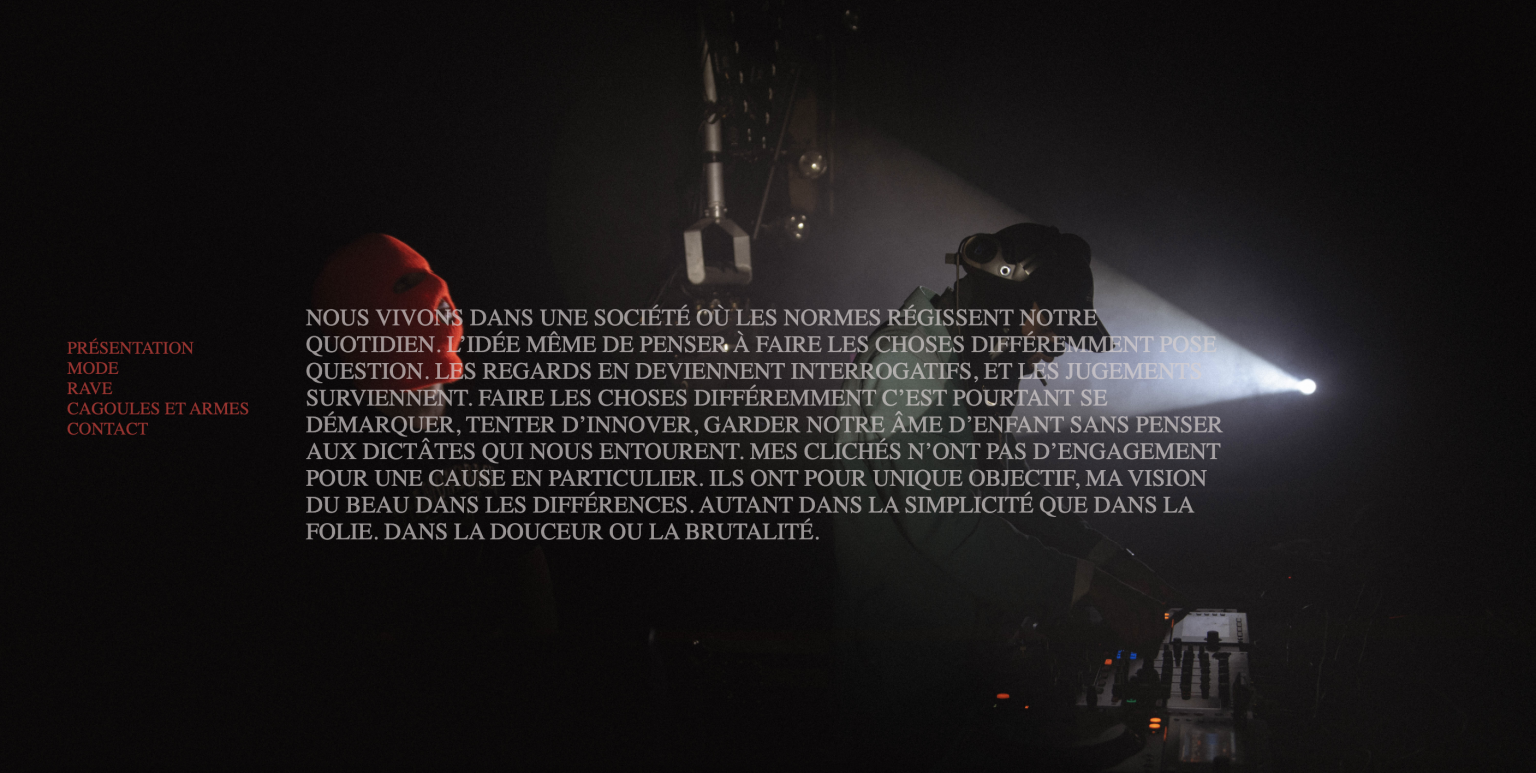 PRÉSENTATION
MODE
RAVE
CAGOULES ET ARMES
CONTACT
NOUS VIVONS DANS UNE SOCIÉTÉ OÙ LES NORMES RÉGISSENT NOTRE
QUOTIDIEN. L’IDÉE MÊME DE PENSER À FAIRE LES CHOSES DIFFÉREMMENT POSE
QUESTION. LES REGARDS EN DEVIENNENT INTERROGATIFS, ET LES JUGEMENTS
SURVIENNENT. FAIRE LES CHOSES DIFFÉREMMENT C’EST POURTANT SE
DÉMARQUER, TENTER D’INNOVER, GARDER NOTRE ÂME D’ENFANT SANS PENSER
AUX DICTÂTES QUI NOUS ENTOURENT. MES CLICHÉS N’ONT PAS D’ENGAGEMENT
POUR UNE CAUSE EN PARTICULIER. ILS ONT POUR UNIQUE OBJECTIF, MA VISION
DU BEAU DANS LES DIFFÉRENCES. AUTANT DANS LA SIMPLICITÉ QUE DANS LA
FOLIE. DANS LA DOUCEUR OU LA BRUTALITÉ.